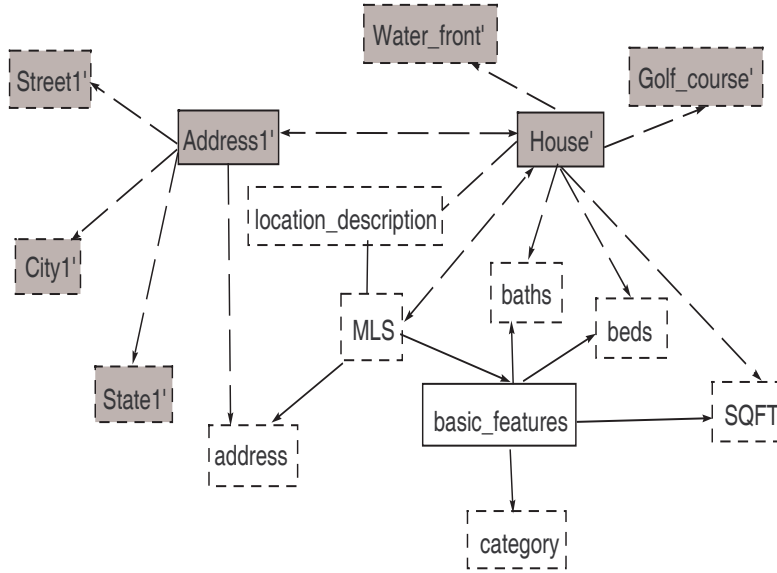 Water_front'
Street1'
Golf_course'
Address1'
House'
location_description
City1'
baths
MLS
beds
State1'
basic_features
SQFT
address
category